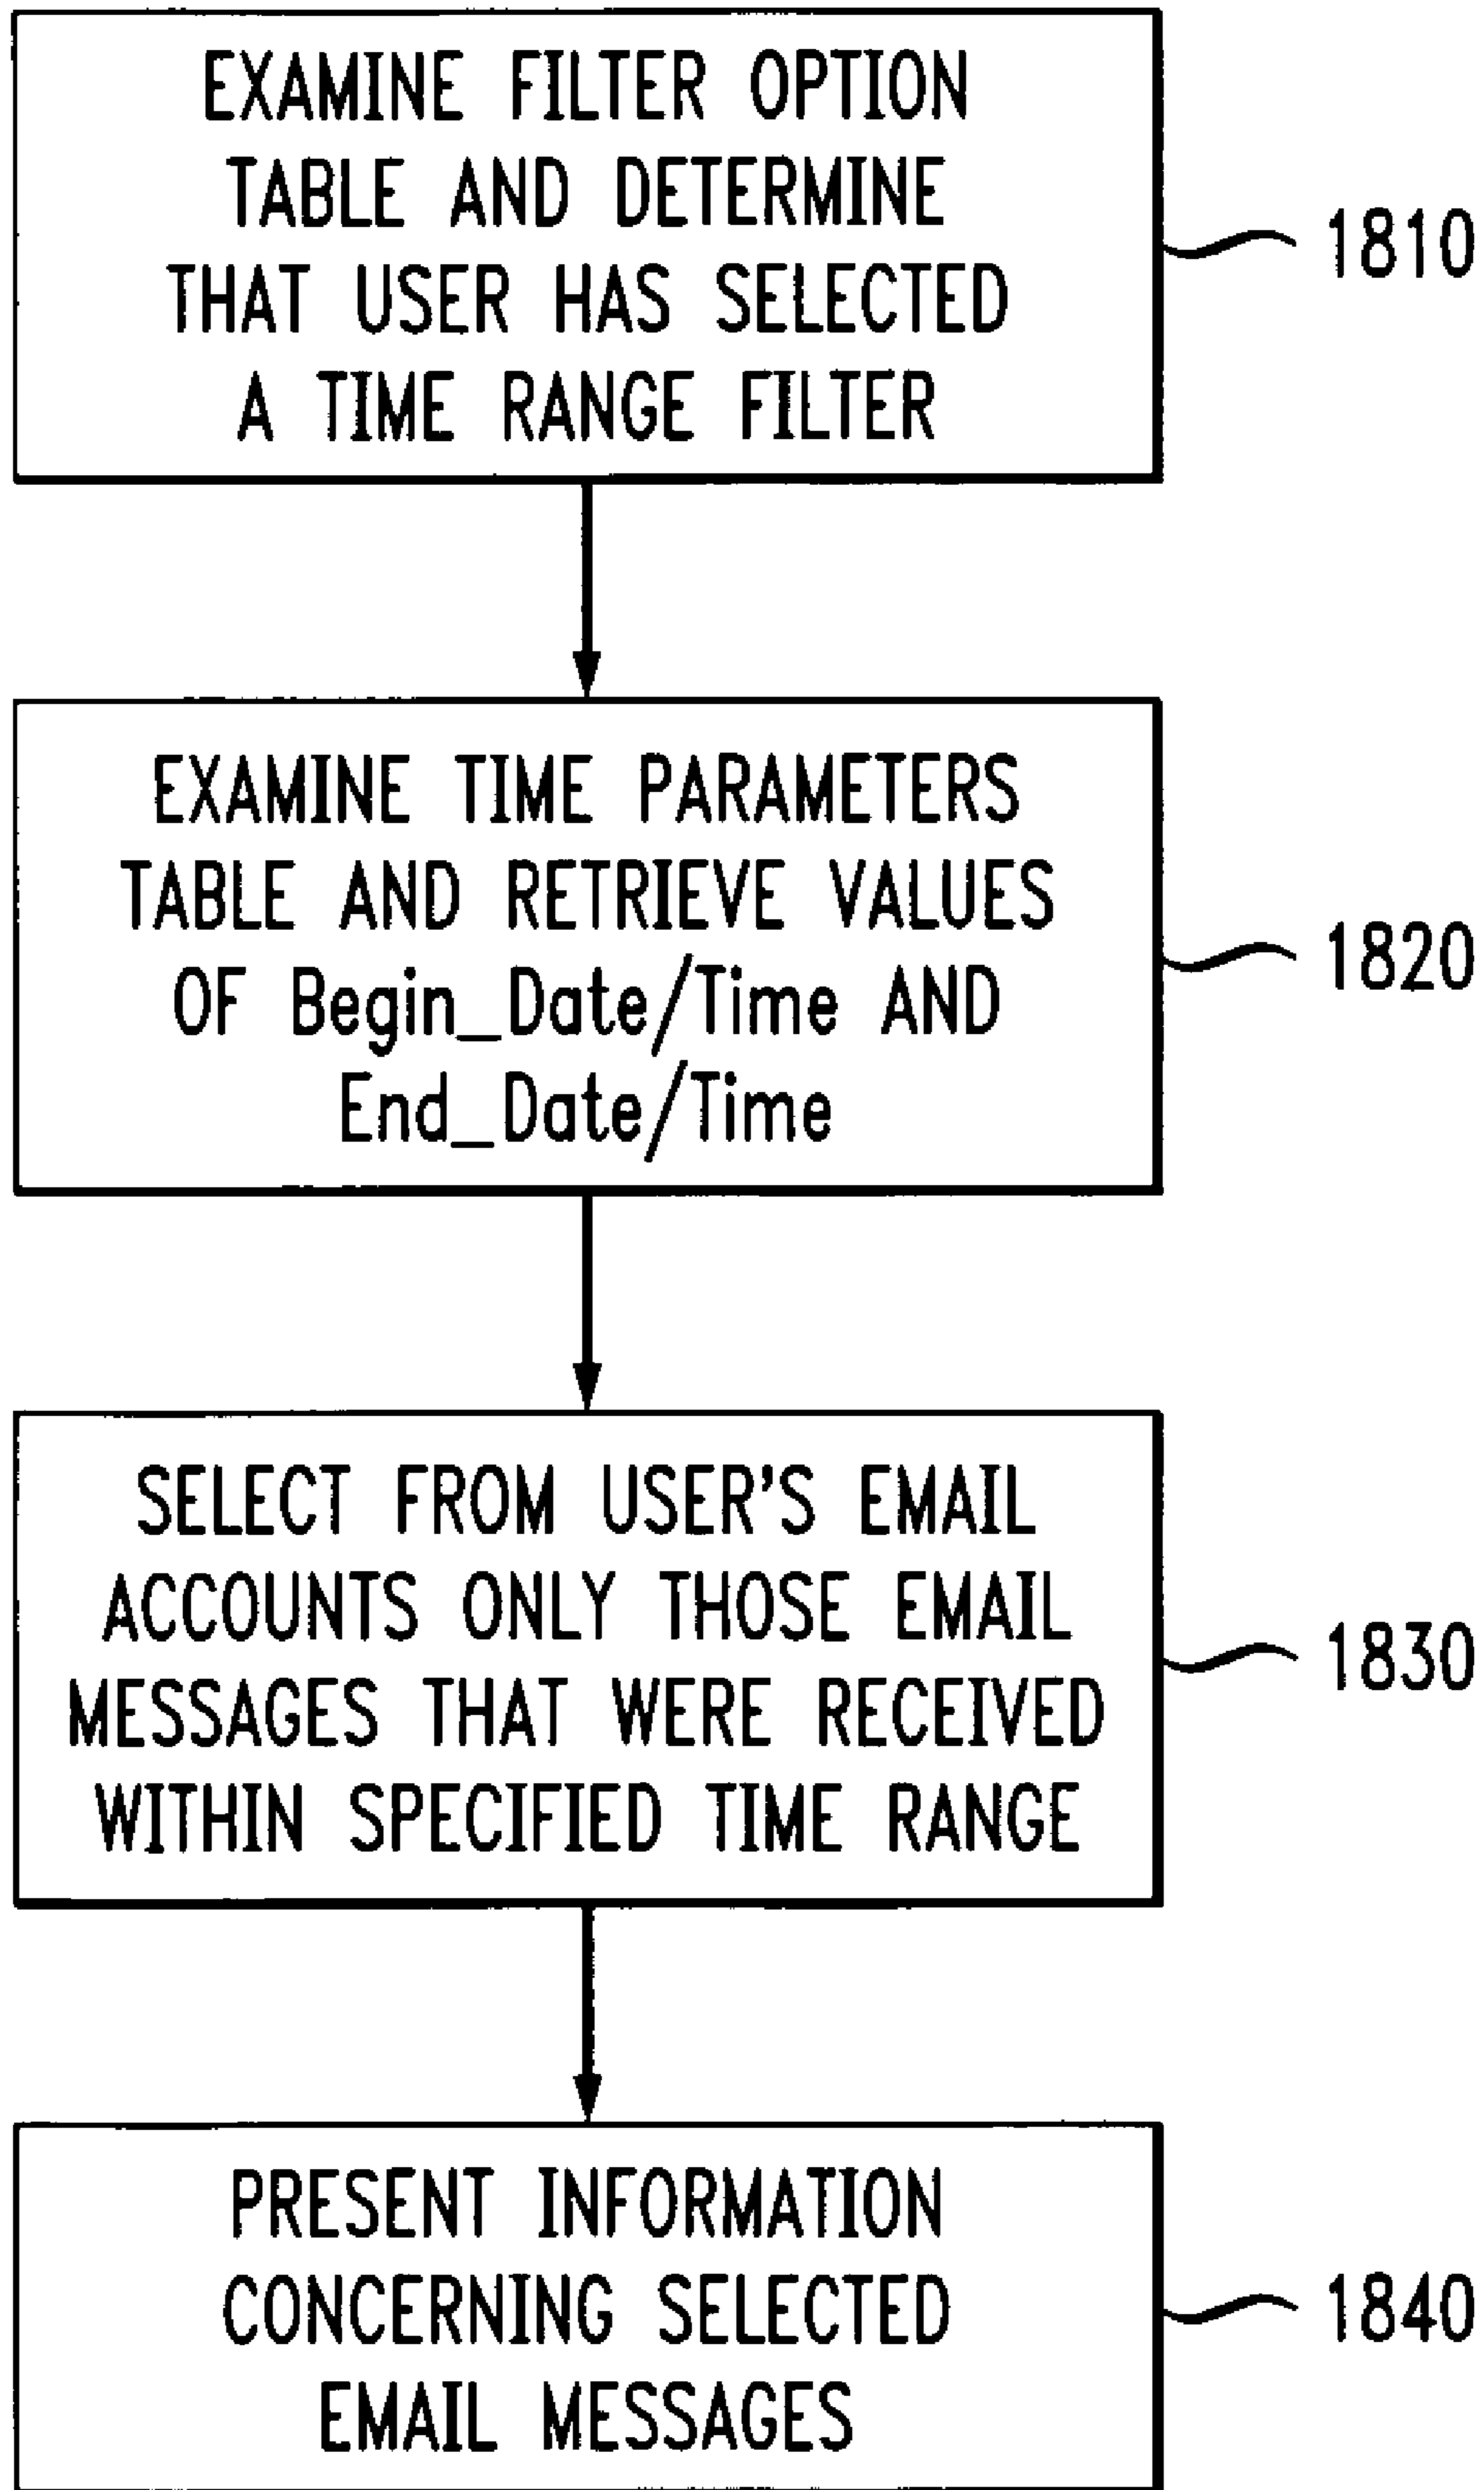 EXAMINE FILTER OPTION
TABLE AND DETERMINE
THAT USER HAS SELECTED
A TIME RANGE FILTER
1810
EXAMINE TIME PARAMETERS
TABLE AND RETRIEVE VALUES
OF Begin_Date/Time AND
End_Date/Time
1820
SELECT FROM USER'S EMAIL
ACCOUNTS ONLY THOSE EMAIL
MESSAGES THAT WERE RECEIVED
WITHIN SPECIFIED TIME RANGE
1830
PRESENT INFORMATION
CONCERNING SELECTED
EMAIL MESSAGES
1840